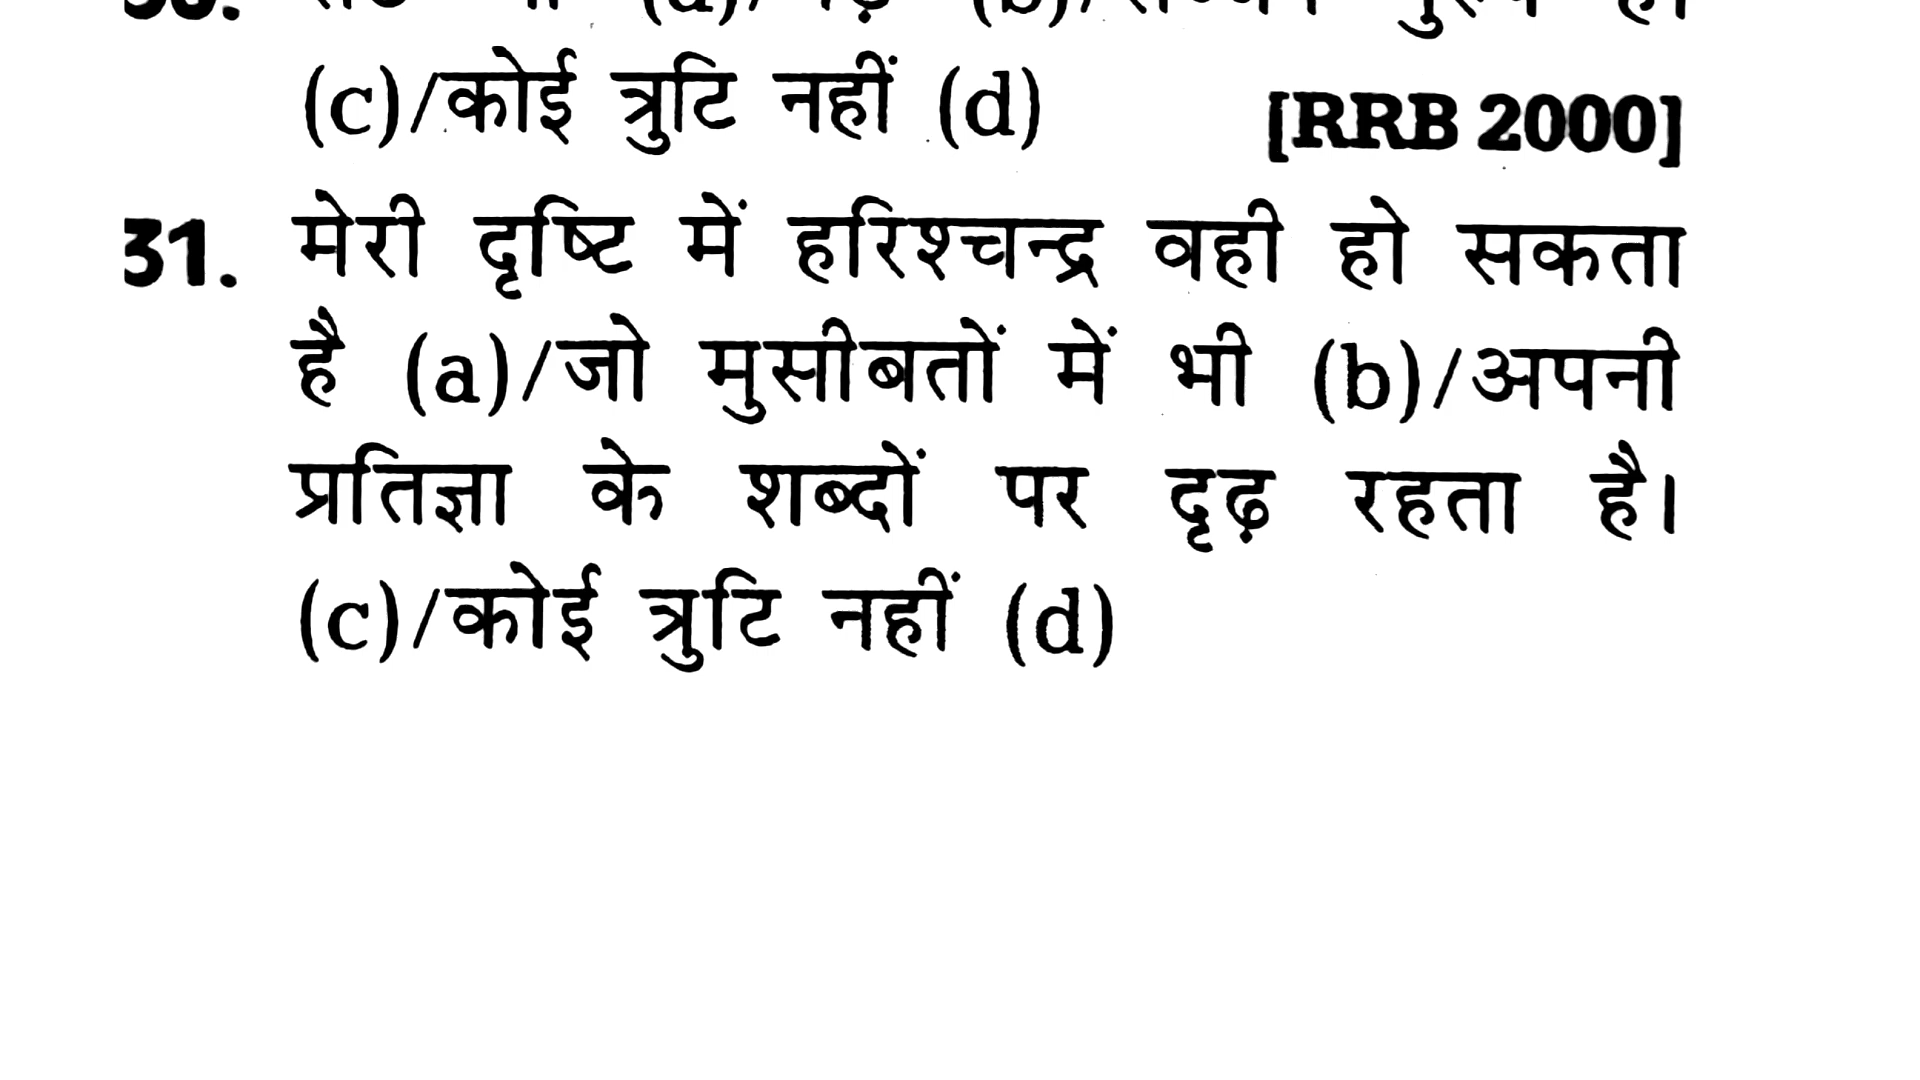 (c)/कोई त्रुटि नहीं (d) [RRB 2000]
31. मेरी दृष्टि में हरिश्चन्द्र वही हो सकता
है (a)/जो मुसीबतों में भी (b)/अपनी
प्रतिज्ञा के शब्दों पर दृढ़ रहता है।
(c)/कोई त्रुटि नहीं (d)